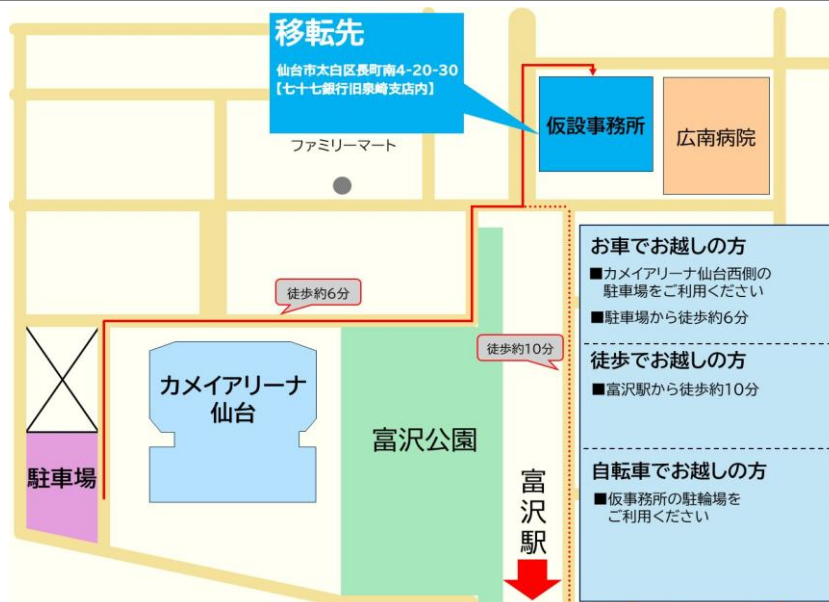 移転先
仙台市太白区長町南4-20-30
【七十七銀行旧泉崎支店内】
ファミリーマート
仮設事務所
広南病院
徒歩約6分
徒歩約10分
カメイアリーナ
仙台
富沢公園
駐車場
富沢駅
お車でお越しの方
■カメイアリーナ仙台西側の
駐車場をご利用ください
■駐車場から徒歩約6分
徒歩でお越しの方
■富沢駅から徒歩約10分
自転車でお越しの方
■仮事務所の駐輪場を
ご利用ください